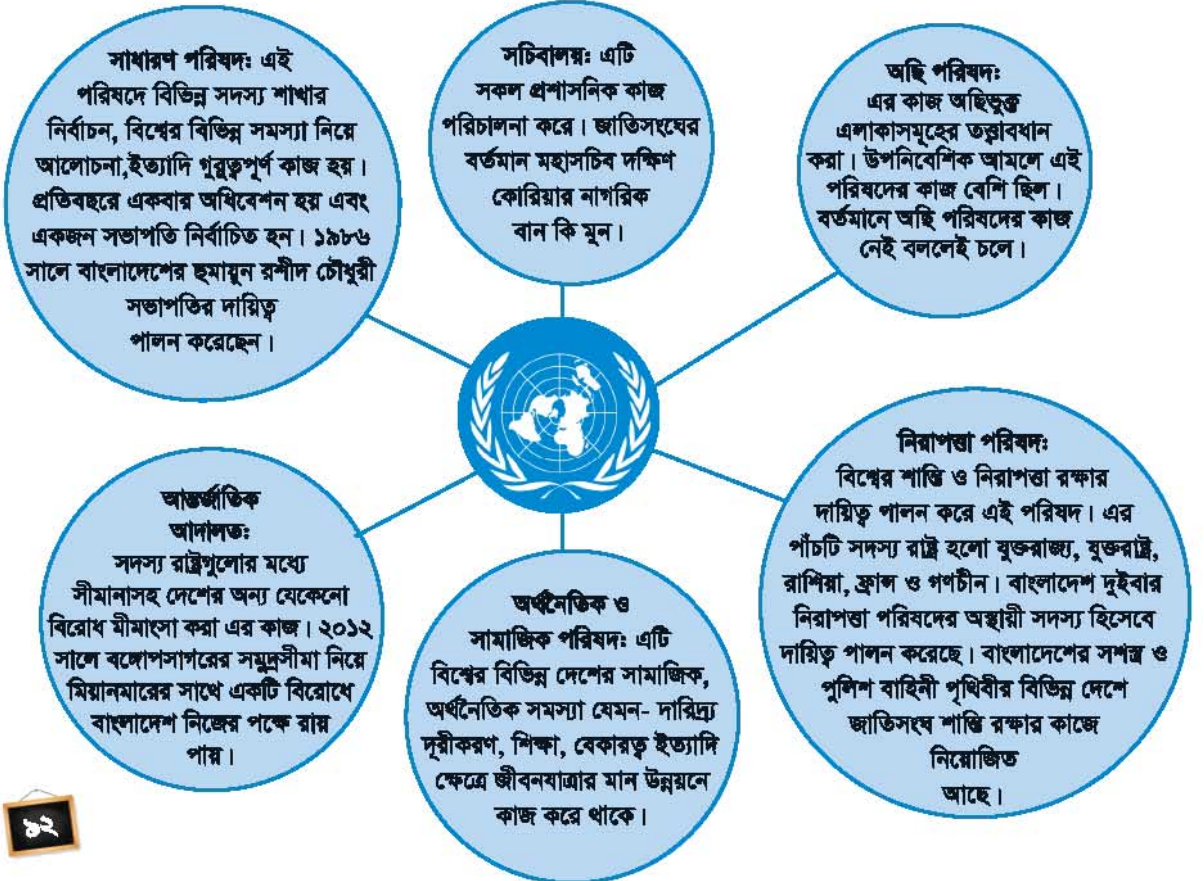 সাধারণ পরিষদ: এই
পরিষদে বিভিন্ন সদস্য শাখার
নির্বাচন, বিশ্বের বিভিন্ন সমস্যা নিয়ে
আলোচনা,ইত্যাদি গুরুত্বপূর্ণ কাজ হয়।
প্রতিবছরে একবার অধিবেশন হয় এবং
একজন সভাপতি নির্বাচিত হন। ১৯৮৬
সালে বাংলাদেশের হুমায়ুন রশীদ চৌধুরী
সভাপতির দায়িত্ব
পালন করেছেন।
সচিবালয়: এটি
সকল প্রশাসনিক কাজ
পরিচালনা করে। জাতিসংঘের
বর্তমান মহাসচিব দক্ষিণ
কোরিয়ার নাগরিক
বান কি মুন।
অছি পরিষদ:
এর কাজ অছিভুক্ত
এলাকাসমূহের তত্ত্বাবধান
করা। উপনিবেশিক আমলে এই
পরিষদের কাজ বেশি ছিল।
বর্তমানে অছি পরিষদের কাজ
নেই বললেই চলে।
আন্তর্জাতিক
আদালত:
সদস্য রাষ্ট্রগুলোর মধ্যে
সীমানাসহ দেশের অন্য যেকেনো
বিরোধ মীমাংসা করা এর কাজ। ২০১২
সালে বঙ্গোপসাগরের সমুদ্রসীমা নিয়ে
মিয়ানমারের সাথে একটি বিরোধে
বাংলাদেশ নিজের পক্ষে রায়
পায়।
অর্থনৈতিক ও
সামাজিক পরিষদ: এটি
বিশ্বের বিভিন্ন দেশের সামাজিক,
অর্থনৈতিক সমস্যা যেমন- দারিদ্র্য
দূরীকরণ, শিক্ষা, বেকারত্ব ইত্যাদি
ক্ষেত্রে জীবনযাত্রার মান উন্নয়নে
কাজ করে থাকে।
নিরাপত্তা পরিষদ:
বিশ্বের শান্তি ও নিরাপত্তা রক্ষার
দায়িত্ব পালন করে এই পরিষদ। এর
পাঁচটি সদস্য রাষ্ট্র হলো যুক্তরাজ্য, যুক্তরাষ্ট্র,
রাশিয়া, ফ্রান্স ও গণচীন। বাংলাদেশ দুইবার
নিরাপত্তা পরিষদের অস্থায়ী সদস্য হিসেবে
দায়িত্ব পালন করেছে। বাংলাদেশের সশস্ত্র ও
পুলিশ বাহিনী পৃথিবীর বিভিন্ন দেশে
জাতিসংঘ শান্তি রক্ষার কাজে
নিয়োজিত
আছে।
৯২